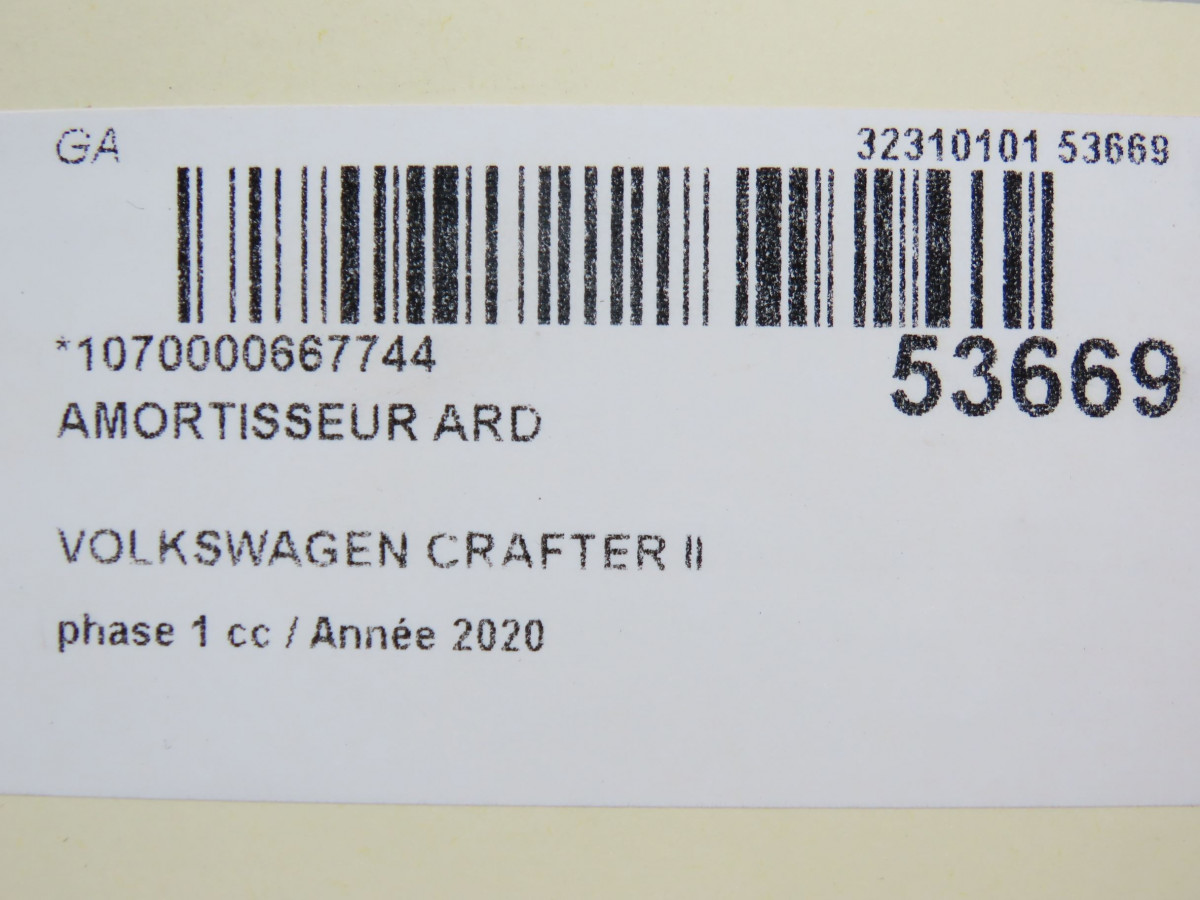 GA 32310101 53669
*1070000667744 53669
AMORTISSEUR ARD
VOLKSWAGEN CRAFTER II
phase 1 cc / Année 2020